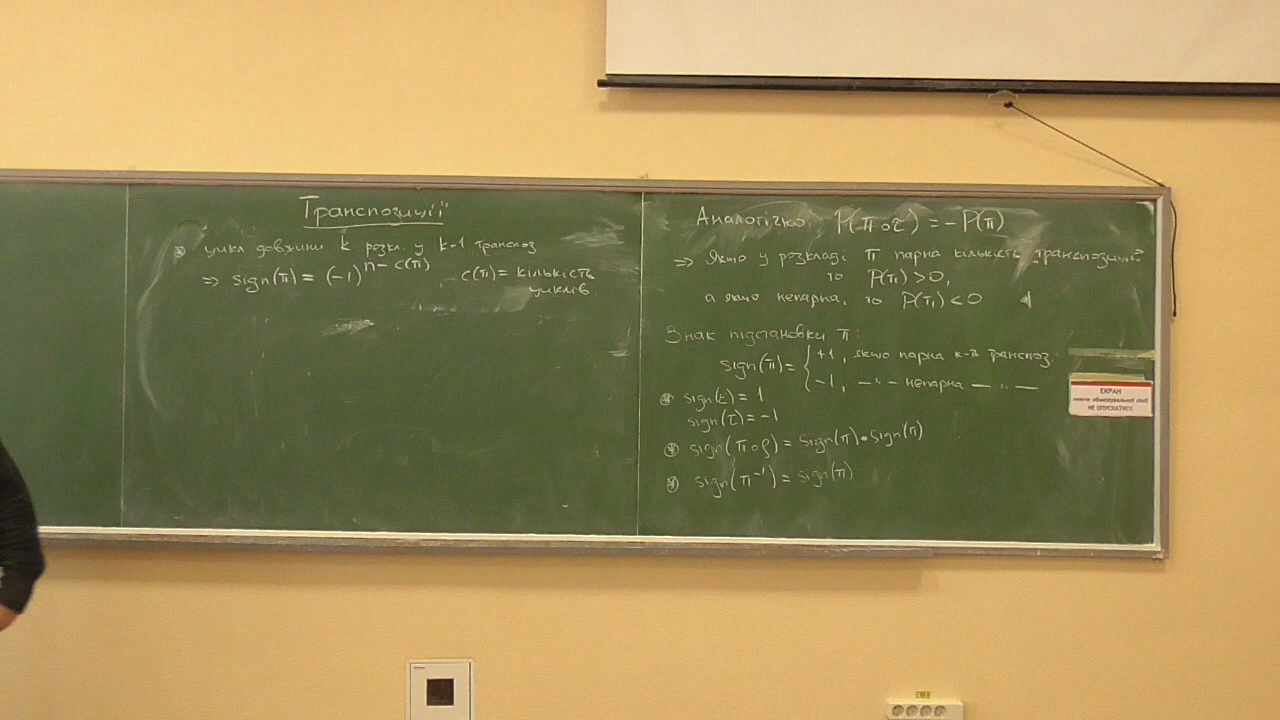 Транспозиції
⊛ цикл довжини k розкл. у k-1 транспоз
⇒ sign(π) = (-1)^{n-c(π)}, c(π) = кількість
циклів
Аналогічно, P(π∘τ) = -P(π)
⇒ Якщо у розкладі π парна кількість транспозицій
то P(π) > 0,
а якщо непарна, то P(π) < 0
Знак підстановки π:
sign(π) = { +1, якщо парна к-ть транспоз.
-1, — " — непарна — " —
⊛ sign(ε) = 1
sign(τ) = -1
⊛ sign(π∘ρ) = sign(π)·sign(π)
⊛ sign(π⁻¹) = sign(π)
ЕКРАН
НЕ ОПУСКАТИ!!!